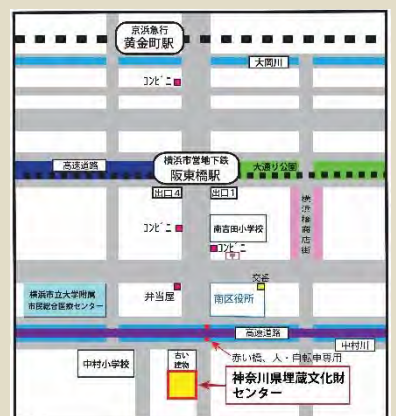 京浜急行
黄金町駅
大岡川
コンビニ
高速道路
横浜市営地下鉄
阪東橋駅
大通り公園
出口4
出口1
横浜橋商店街
コンビニ
南吉田小学校
コンビニ
〒
交番
横浜市立大学附属
市民総合医療センター
弁当屋
南区役所
高速道路
中村川
赤い橋、人・自転車専用
中村小学校
古い
建物
神奈川県埋蔵文化財
センター